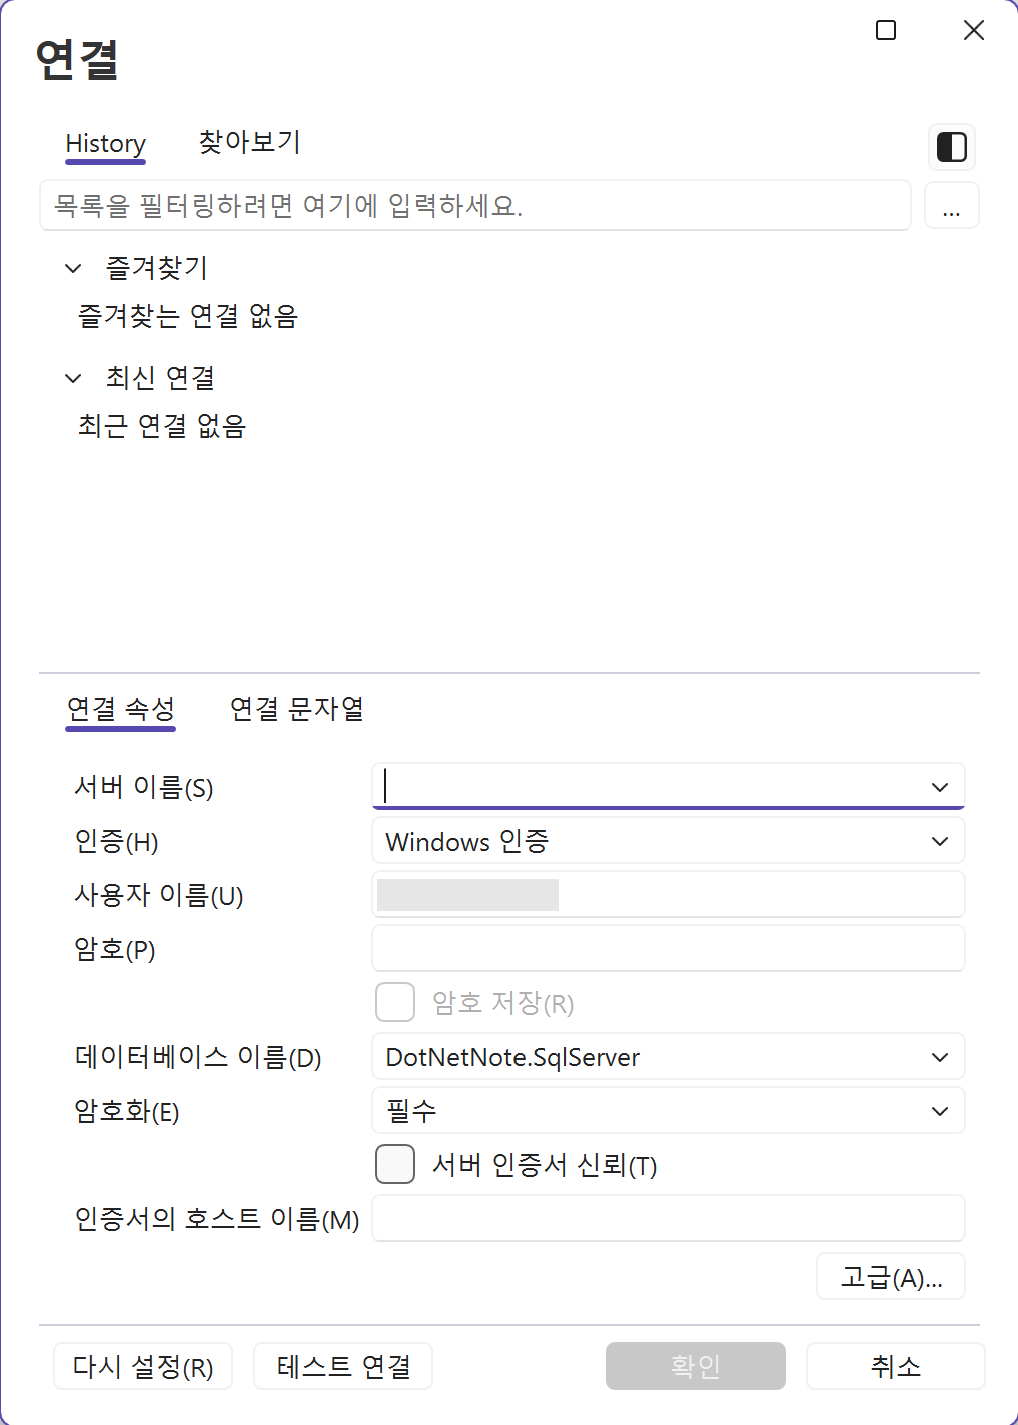 연결
History 찾아보기
목록을 필터링하려면 여기에 입력하세요.
...
즐겨찾기
즐겨찾는 연결 없음
최신 연결
최근 연결 없음
연결 속성 연결 문자열
서버 이름(S)
인증(H) Windows 인증
사용자 이름(U)
암호(P)
암호 저장(R)
데이터베이스 이름(D) DotNetNote.SqlServer
암호화(E) 필수
서버 인증서 신뢰(T)
인증서의 호스트 이름(M)
고급(A)...
다시 설정(R) 테스트 연결 확인 취소